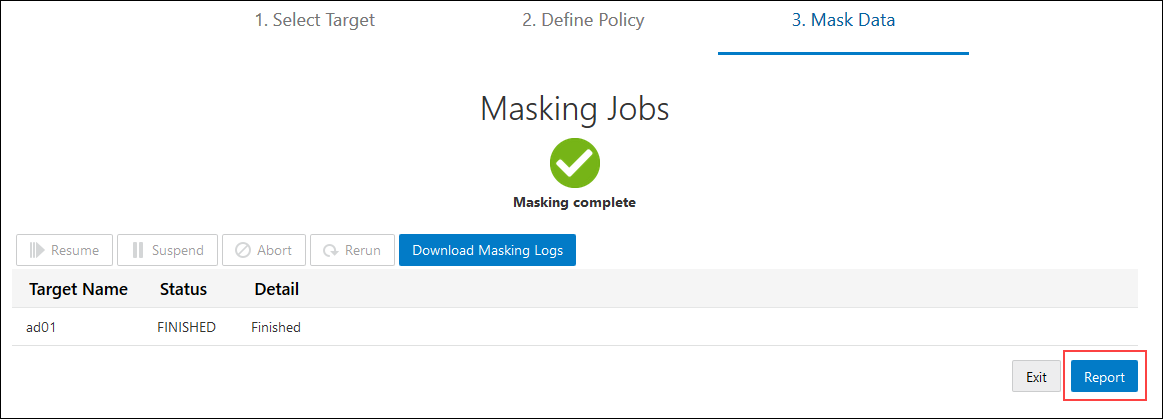 1. Select Target 2. Define Policy 3. Mask Data
Masking Jobs
Masking complete
Resume Suspend Abort Rerun Download Masking Logs
Target Name Status Detail
ad01 FINISHED Finished
Exit Report